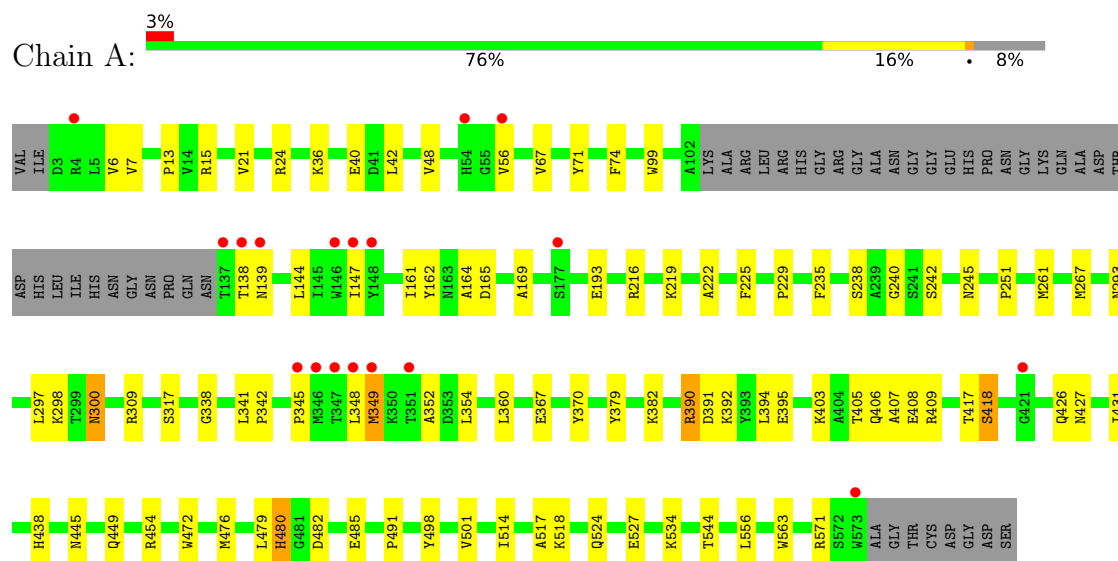 3%
Chain A:
76% 16% • 8%
VAL ILE D3 R4 L5 V6 V7 P13 V14 R15 V21 R24 K36 E40 D41 L42 V48 H54 G55 V56 V67 Y71 F74 W99 A102 LYS ALA ARG LEU ARG HIS GLY ARG GLY ALA ASN GLY GLY GLU HIS PRO ASN GLY LYS GLN ALA ASP THR
ASP HIS LEU ILE HIS ASN GLY ASN PRO GLN ASN T137 T138 N139 L144 I145 W146 I147 Y148 I161 Y162 N163 A164 D165 A169 S177 E193 R216 K219 A222 F225 P229 F235 S238 A239 G240 S241 S242 N245 P251 M261 M267 N293
L297 K298 T299 N300 R309 S317 G338 L341 P342 P345 M346 T347 L348 M349 K350 T351 A352 D353 L354 L360 E367 Y370 Y379 K382 R390 D391 K392 Y393 L394 E395 K403 A404 T405 Q406 A407 E408 R409 T417 S418 G421 Q426 N427 I431
H438 N445 Q449 R454 W472 M476 L479 H480 G481 D482 E485 P491 Y498 V501 I514 A517 K518 Q524 E527 K534 T544 L556 W563 R571 S572 W573 ALA GLY THR CYS ASP GLY ASP SER